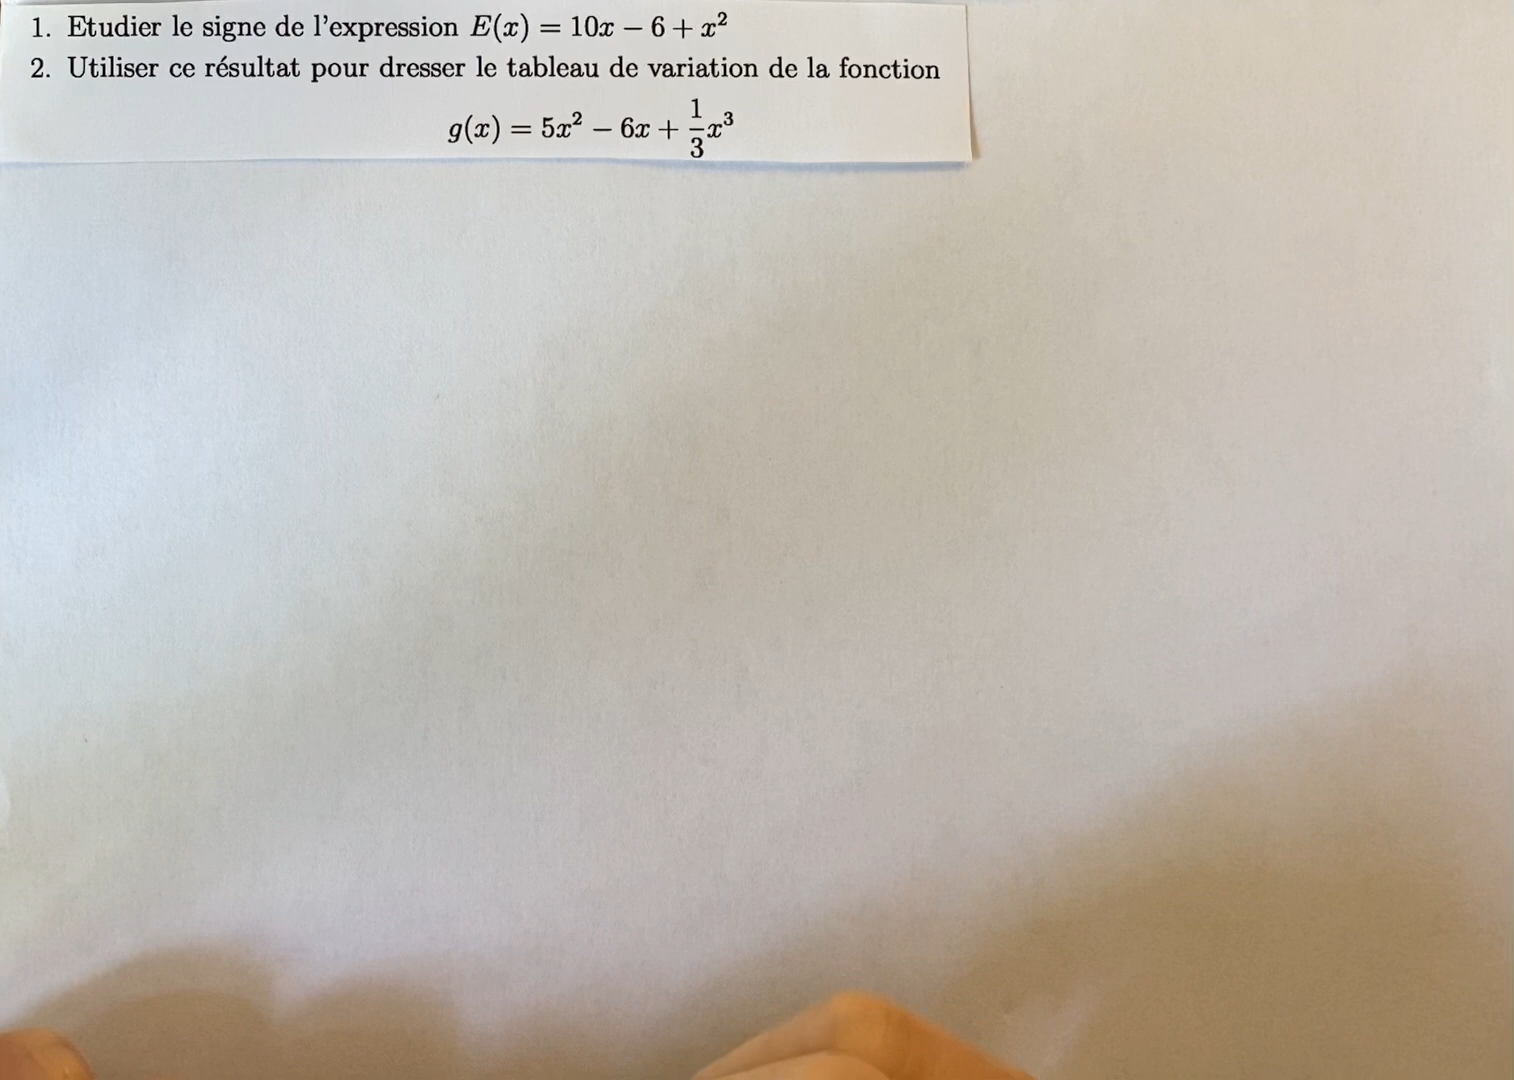 1. Etudier le signe de l'expression E(x) = 10x − 6 + x²
2. Utiliser ce résultat pour dresser le tableau de variation de la fonction
g(x) = 5x² − 6x + 1/3 x³